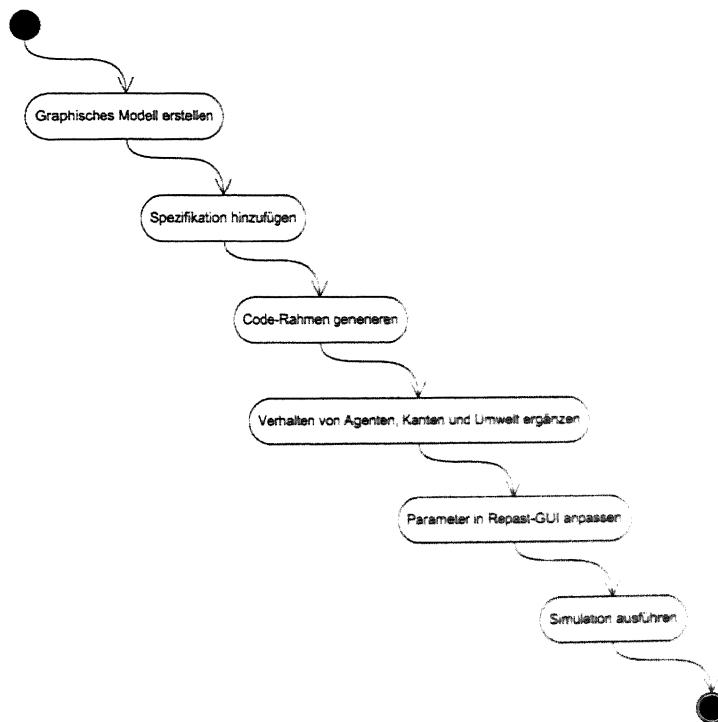 Graphisches Modell erstellen
Spezifikation hinzufügen
Code-Rahmen generieren
Verhalten von Agenten, Kanten und Umwelt ergänzen
Parameter in Repast-GUI anpassen
Simulation ausführen